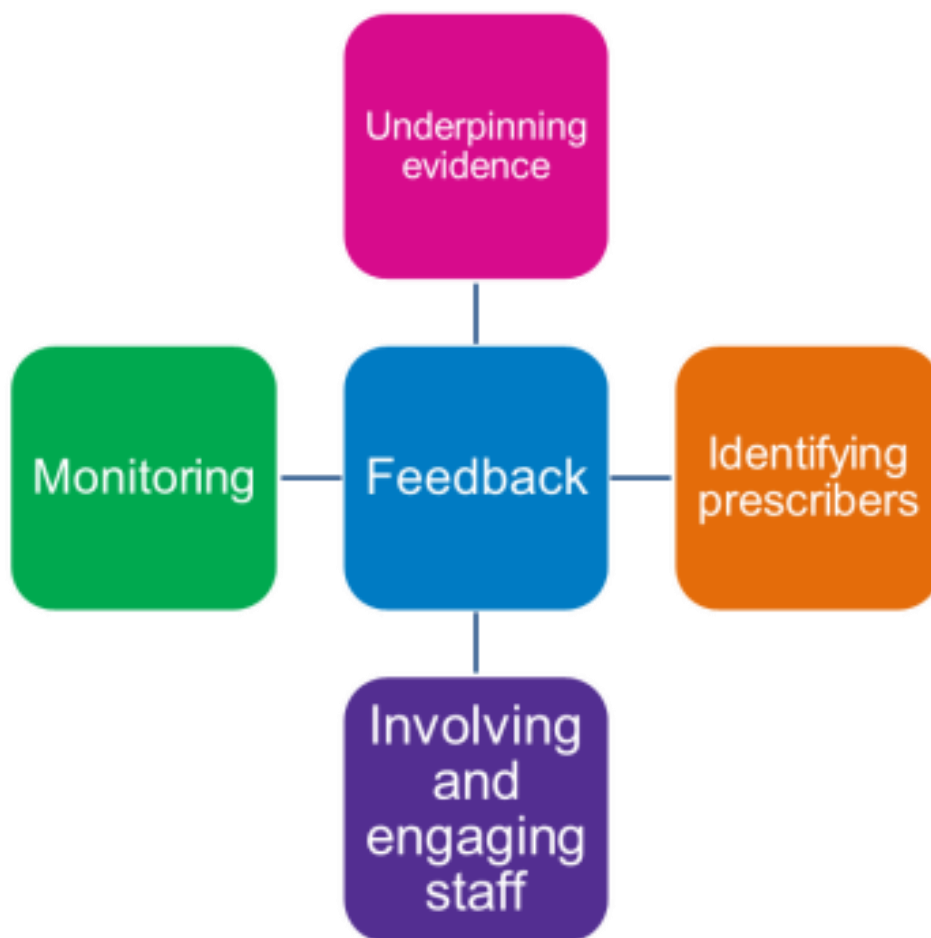 Underpinning
evidence
Monitoring
Feedback
Identifying
prescribers
Involving
and
engaging
staff